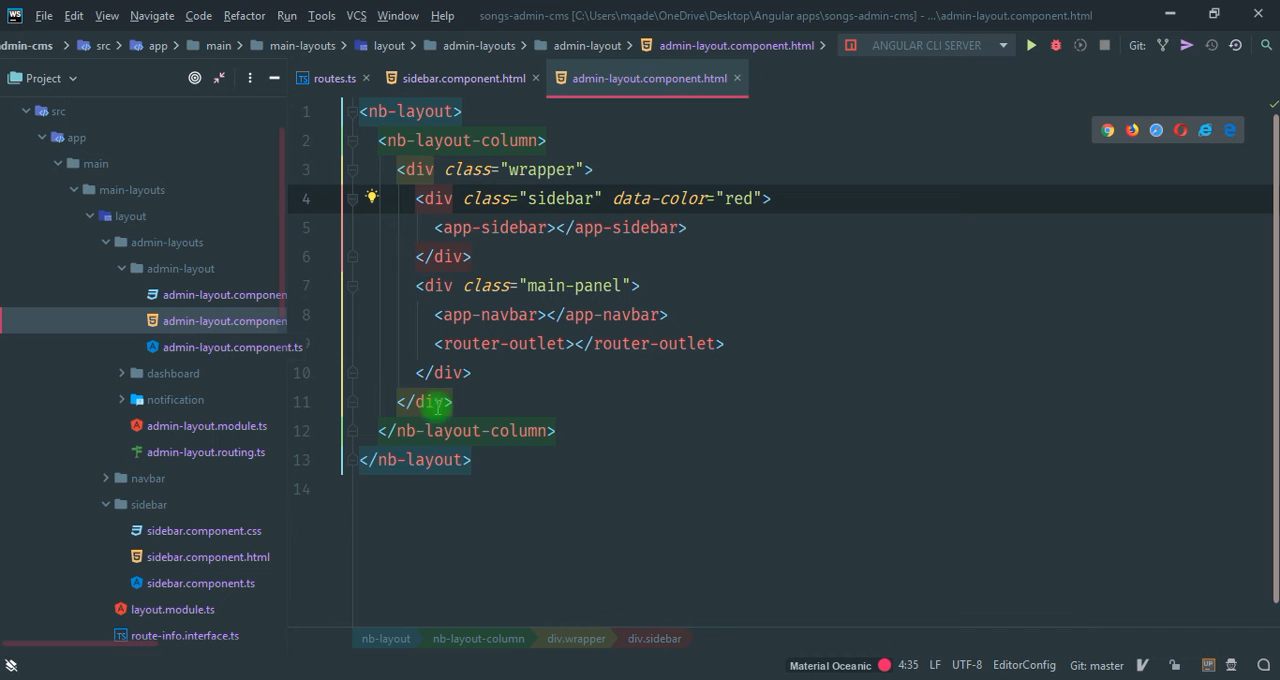 WS File Edit View Navigate Code Refactor Run Tools VCS Window Help songs-admin-cms [C:\Users\mqade\OneDrive\Desktop\Angular apps\songs-admin-cms] - ...\admin-layout.component.html
dmin-cms src app main main-layouts layout admin-layouts admin-layout admin-layout.component.html ANGULAR CLI SERVER Git:
Project routes.ts sidebar.component.html admin-layout.component.html
src
app
main
main-layouts
layout
admin-layouts
admin-layout
admin-layout.componen
admin-layout.componen
admin-layout.component.ts
dashboard
notification
admin-layout.module.ts
admin-layout.routing.ts
navbar
sidebar
sidebar.component.css
sidebar.component.html
sidebar.component.ts
layout.module.ts
route-info.interface.ts
1 <nb-layout>
2 <nb-layout-column>
3 <div class="wrapper">
4 <div class="sidebar" data-color="red">
5 <app-sidebar></app-sidebar>
6 </div>
7 <div class="main-panel">
8 <app-navbar></app-navbar>
9 <router-outlet></router-outlet>
10 </div>
11 </div>
12 </nb-layout-column>
13 </nb-layout>
14
nb-layout nb-layout-column div.wrapper div.sidebar
Material Oceanic 4:35 LF UTF-8 EditorConfig Git: master UP